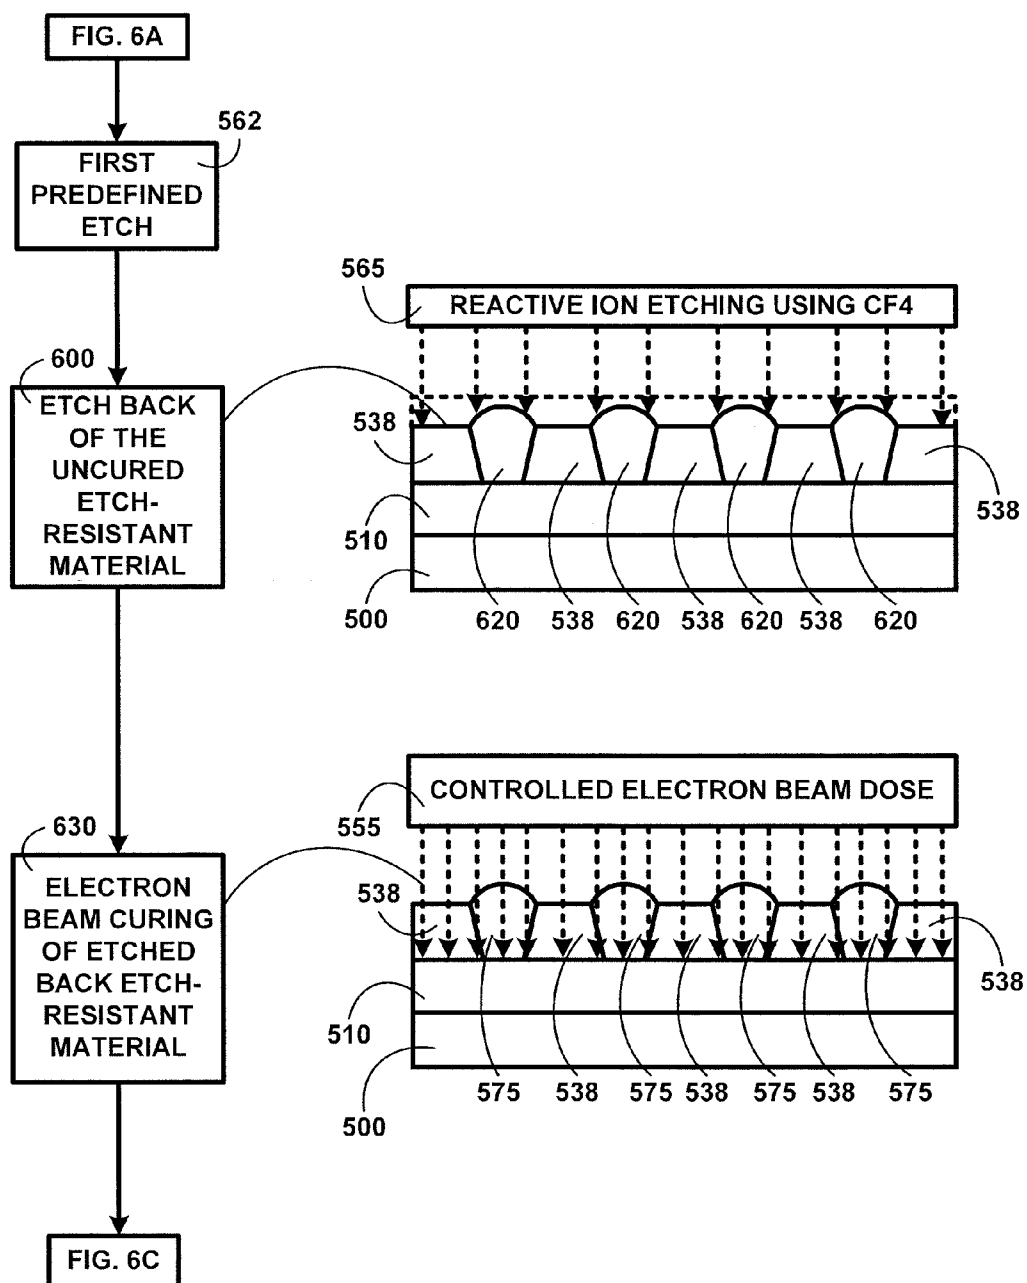 FIG. 6A
562
FIRST
PREDEFINED
ETCH
565
REACTIVE ION ETCHING USING CF4
600
ETCH BACK
OF THE
UNCURED
ETCH-
RESISTANT
MATERIAL
538
538
510
500
620 538 620 538 620 538 620
CONTROLLED ELECTRON BEAM DOSE
555
630
ELECTRON
BEAM CURING
OF ETCHED
BACK ETCH-
RESISTANT
MATERIAL
538
538
510
575 538 575 538 575 538 575
500
FIG. 6C